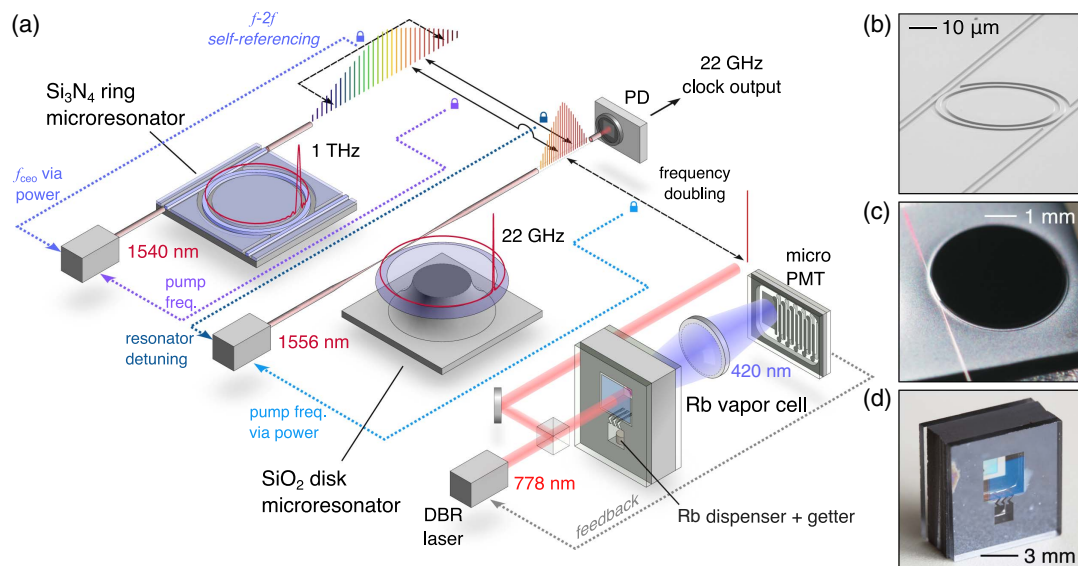 (a)
f-2f
self-referencing
Si₃N₄ ring
microresonator
1 THz
f_ceo via
power
1540 nm
pump
freq.
PD
22 GHz
clock output
frequency
doubling
22 GHz
resonator
detuning
1556 nm
pump freq.
via power
SiO₂ disk
microresonator
micro
PMT
420 nm
Rb vapor cell
778 nm
DBR
laser
feedback
Rb dispenser + getter
(b)
10 µm
(c)
1 mm
(d)
3 mm